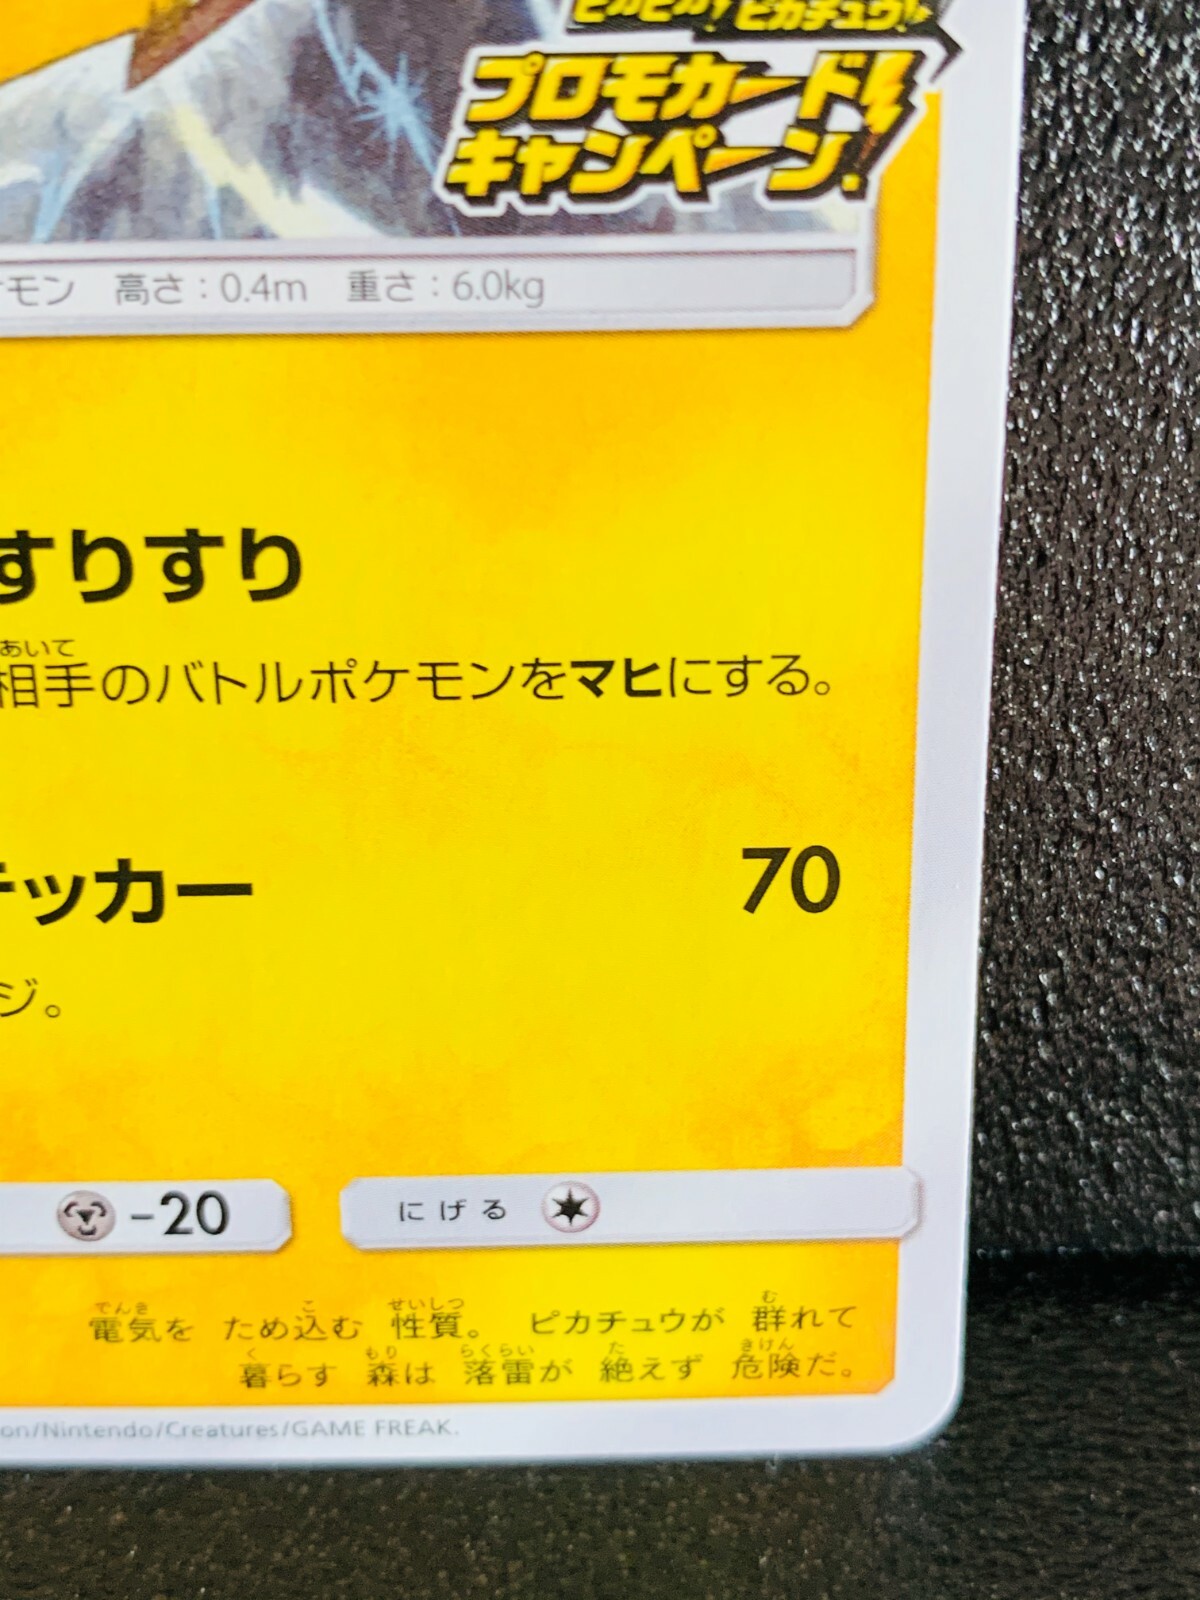 ピカピカ! ピカチュウ!
プロモカード
キャンペーン!
モン 高さ：0.4m 重さ：6.0kg
すりすり
あいて
相手のバトルポケモンをマヒにする。
テッカー 70
ジ。
-20 にげる
でんき こ せいしつ む
電気を ため込む 性質。 ピカチュウが 群れて
く もり らくらい た きけん
暮らす 森は 落雷が 絶えず 危険だ。
on/Nintendo/Creatures/GAME FREAK.